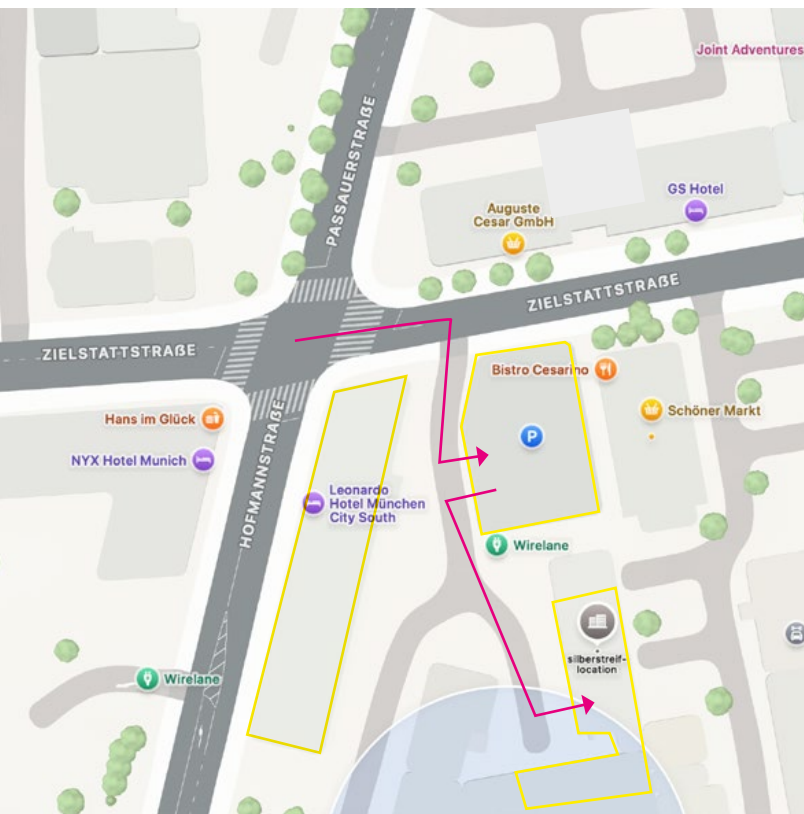 Joint Adventures
PASSAUERSTRAßE
GS Hotel
Auguste
Cesar GmbH
ZIELSTATTSTRAßE
ZIELSTATTSTRAßE
Bistro Cesarino
Hans im Glück
Schöner Markt
P
NYX Hotel Munich
HOFMANNSTRAßE
Leonardo
Hotel München
City South
Wirelane
silberstreif-
location
Wirelane